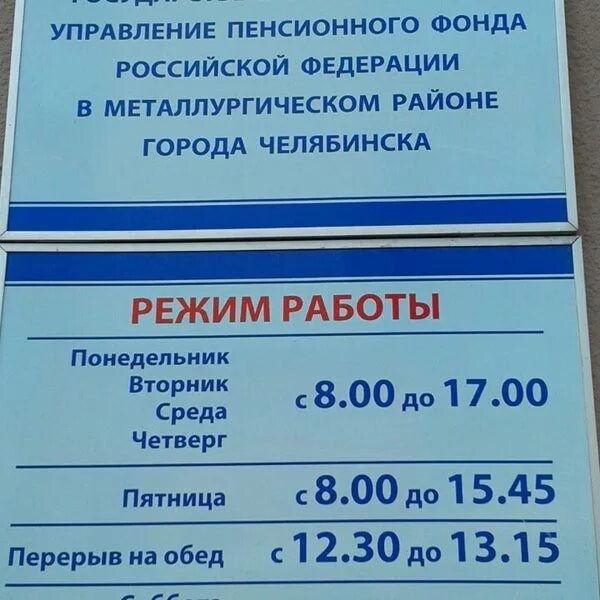 УПРАВЛЕНИЕ ПЕНСИОННОГО ФОНДА
РОССИЙСКОЙ ФЕДЕРАЦИИ
В МЕТАЛЛУРГИЧЕСКОМ РАЙОНЕ
ГОРОДА ЧЕЛЯБИНСКА
РЕЖИМ РАБОТЫ
Понедельник
Вторник
Среда
Четверг
с 8.00 до 17.00
Пятница с 8.00 до 15.45
Перерыв на обед с 12.30 до 13.15